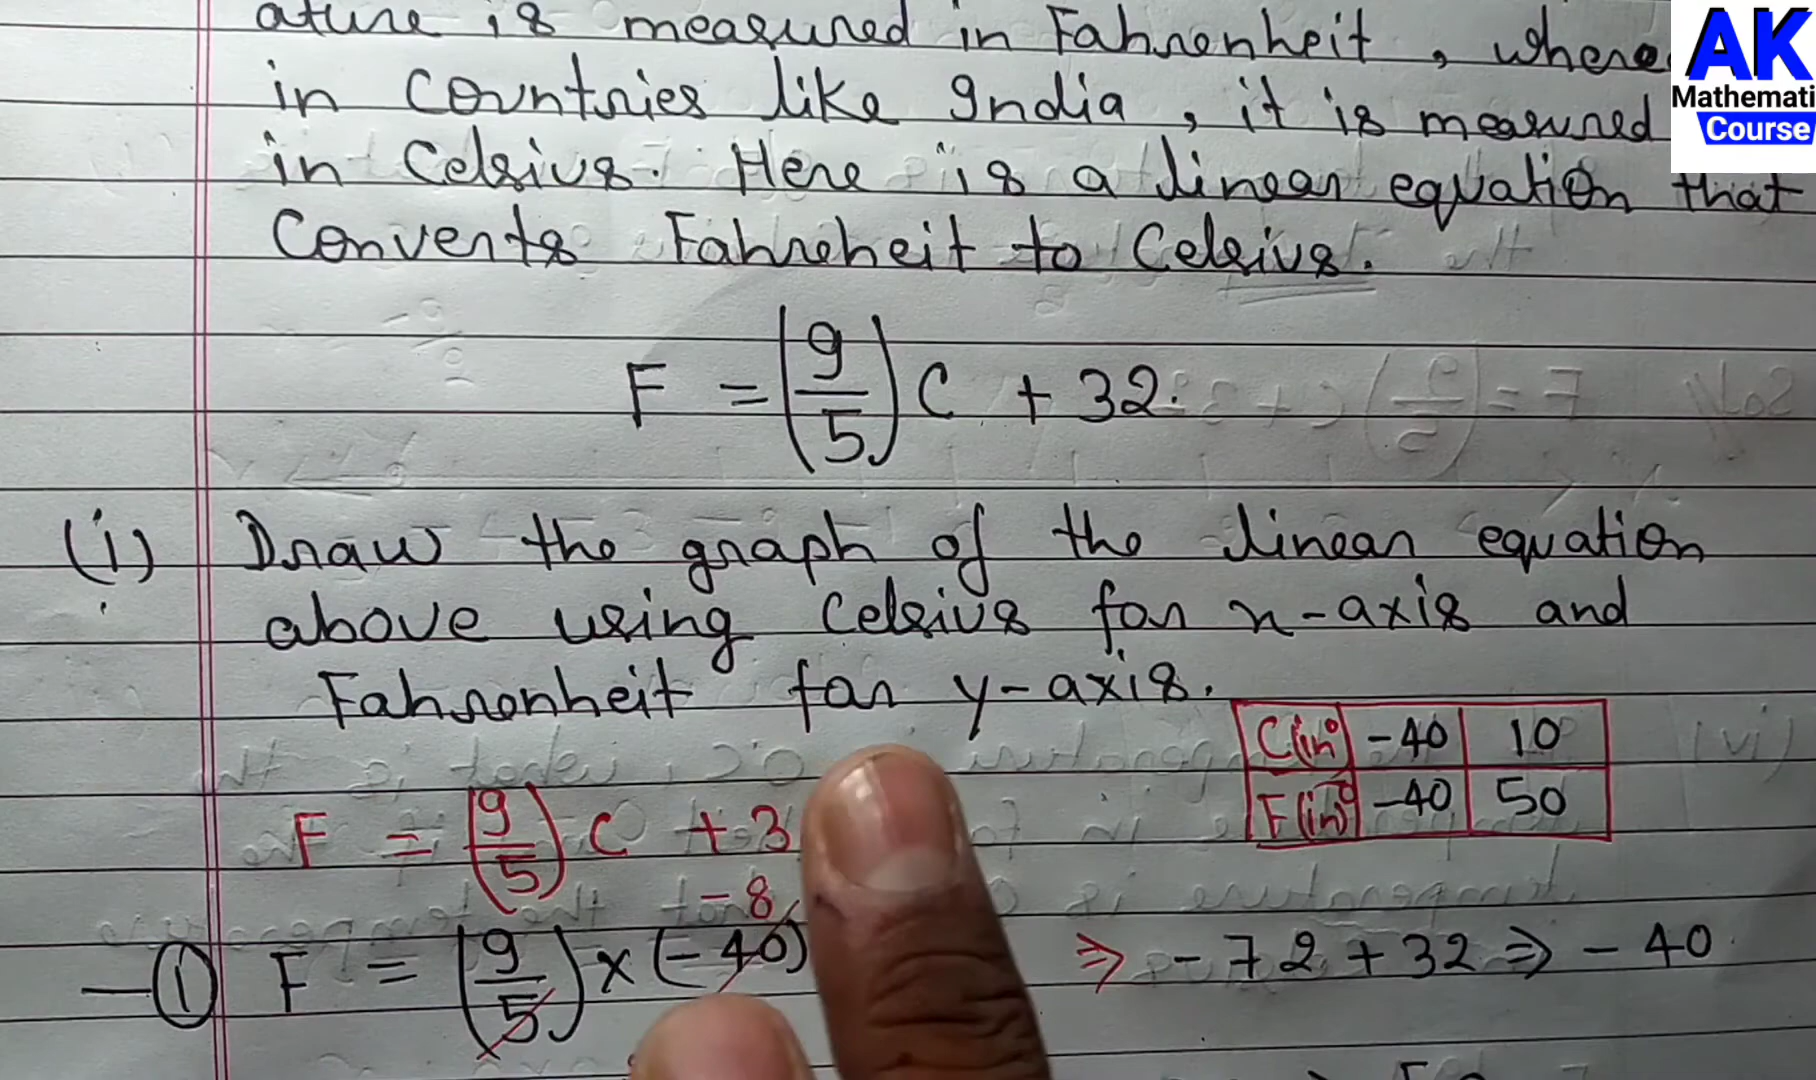 ature is measured in Fahrenheit, where
AK
Mathemati
Course
in Countries like India, it is measured
in Celsius. Here is a linear equation that
Converts Fahreheit to Celsius.
F = (9/5) C + 32.
(i) Draw the graph of the linear equation
above using Celsius for x-axis and
Fahrenheit for y-axis.
C(in°) -40 10
F(in)° -40 50
F = (9/5) C + 3
-8
-① F = (9/5) × (-40) ⇒ -72 + 32 ⇒ -40